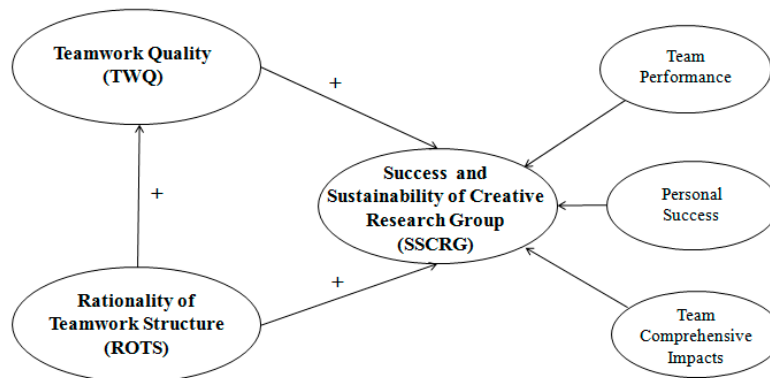 Teamwork Quality
(TWQ)
+
Team
Performance
+
Success and
Sustainability of Creative
Research Group
(SSCRG)
Personal
Success
+
Rationality of
Teamwork Structure
(ROTS)
Team
Comprehensive
Impacts